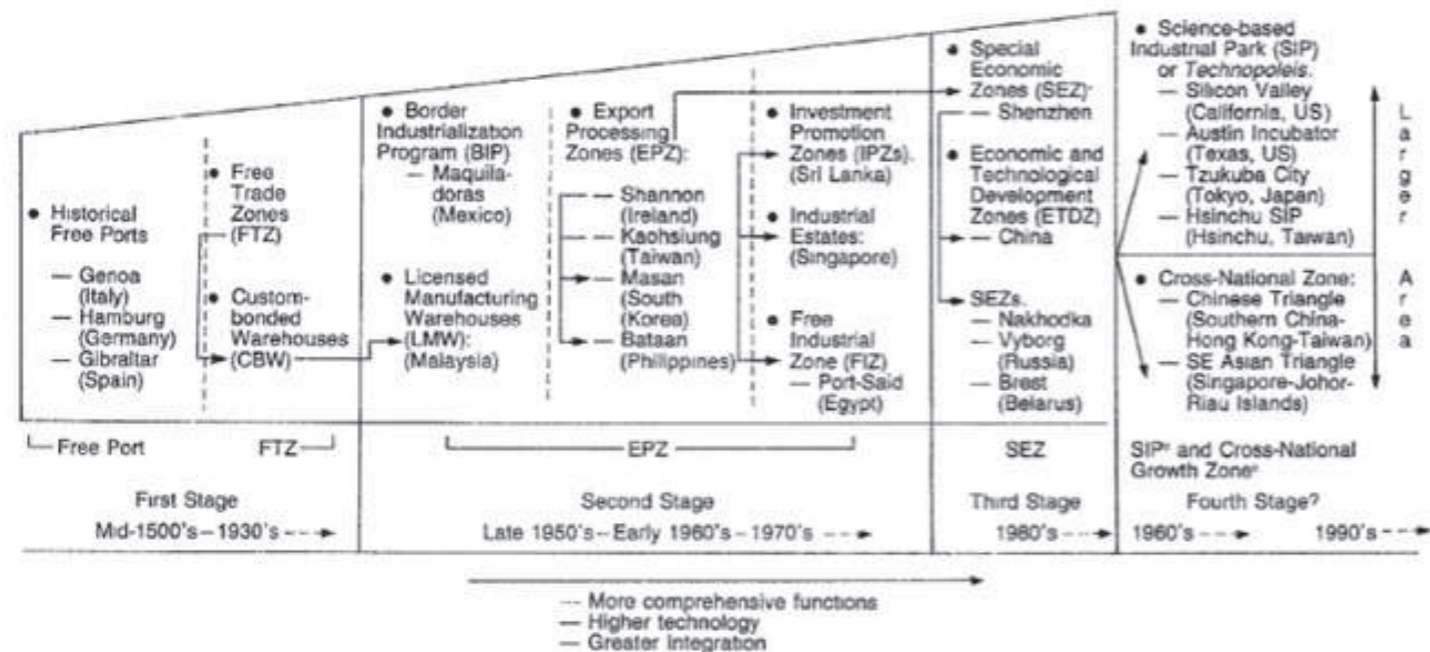 ● Historical
Free Ports
— Genoa
(Italy)
— Hamburg
(Germany)
— Gibraltar
(Spain)
● Free
Trade
Zones
(FTZ)
● Custom-
bonded
Warehouses
(CBW)
● Border
Industrialization
Program (BIP)
— Maquila-
doras
(Mexico)
● Licensed
Manufacturing
Warehouses
(LMW):
(Malaysia)
● Export
Processing
Zones (EPZ):
— Shannon
(Ireland)
— Kaohsiung
(Taiwan)
— Masan
(South
Korea)
— Bataan
(Philippines)
● Investment
Promotion
Zones (IPZs).
(Sri Lanka)
● Industrial
Estates:
(Singapore)
● Free
Industrial
Zone (FIZ)
— Port-Said
(Egypt)
● Special
Economic
Zones (SEZ)
— Shenzhen
● Economic and
Technological
Development
Zones (ETDZ)
— China
SEZs.
— Nakhodka
— Vyborg
(Russia)
— Brest
(Belarus)
● Science-based
Industrial Park (SIP)
or Technopoleis.
— Silicon Valley
(California, US)
— Austin Incubator
(Texas, US)
— Tzukuba City
(Tokyo, Japan)
— Hsinchu SIP
(Hsinchu, Taiwan)
● Cross-National Zone:
— Chinese Triangle
(Southern China-
Hong Kong-Taiwan)
— SE Asian Triangle
(Singapore-Johor-
Riau Islands)
Larger
Area
Free Port
FTZ
EPZ
SEZ
SIP and Cross-National
Growth Zone
First Stage
Second Stage
Third Stage
Fourth Stage?
Mid-1500's – 1930's
Late 1950's – Early 1960's – 1970's
1980's
1960's
1990's
--- More comprehensive functions
— Higher technology
— Greater Integration